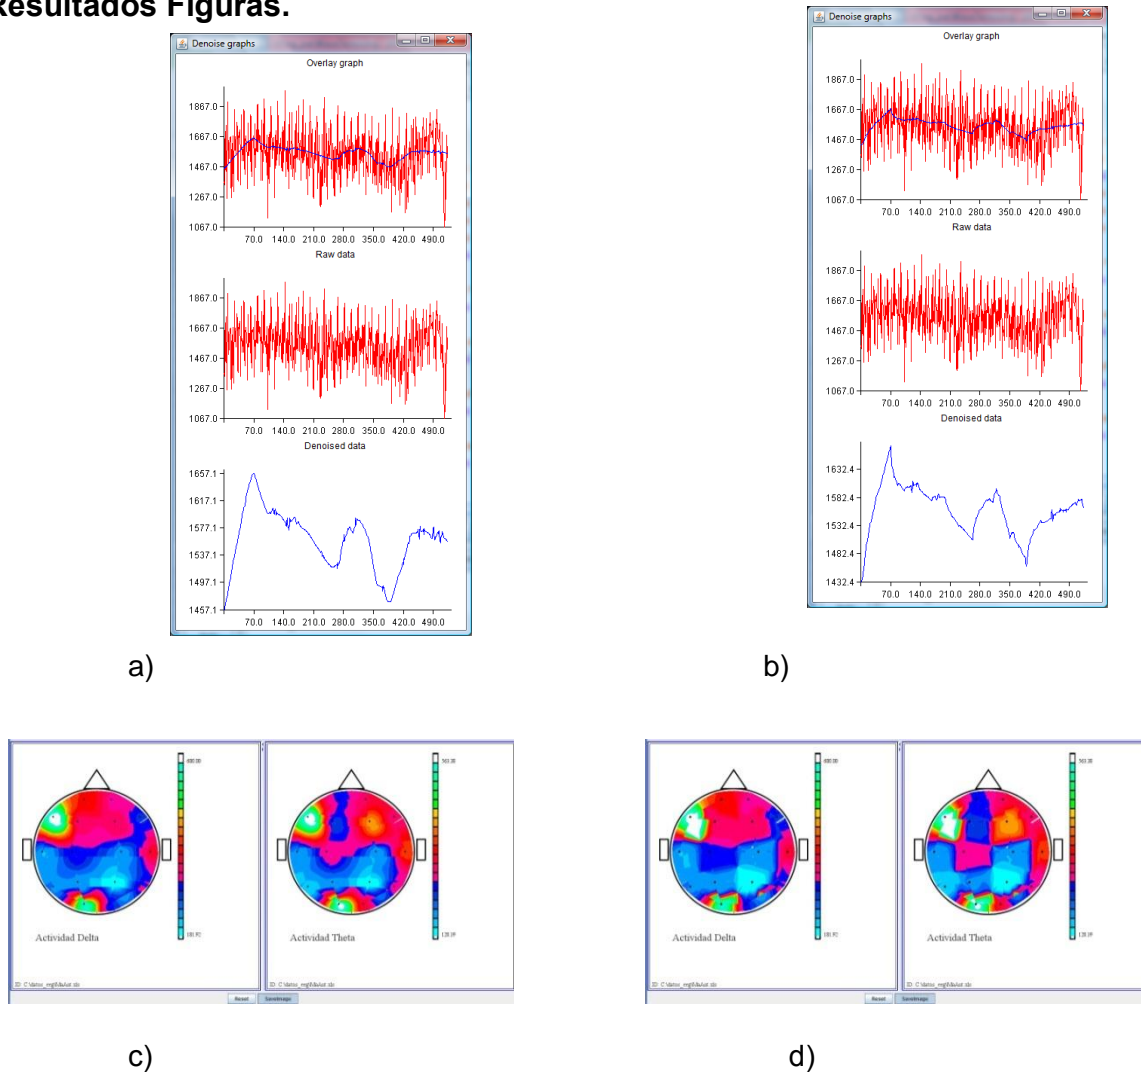 Resultados Figuras.
Denoise graphs
Overlay graph
1867.0
1667.0
1467.0
1267.0
1067.0
70.0 140.0 210.0 280.0 350.0 420.0 490.0
Raw data
1867.0
1667.0
1467.0
1267.0
1067.0
70.0 140.0 210.0 280.0 350.0 420.0 490.0
Denoised data
1657.1
1617.1
1577.1
1537.1
1497.1
1457.1
70.0 140.0 210.0 280.0 350.0 420.0 490.0
a)
Denoise graphs
Overlay graph
1867.0
1667.0
1467.0
1267.0
1067.0
70.0 140.0 210.0 280.0 350.0 420.0 490.0
Raw data
1867.0
1667.0
1467.0
1267.0
1067.0
70.0 140.0 210.0 280.0 350.0 420.0 490.0
Denoised data
1632.4
1582.4
1532.4
1482.4
1432.4
70.0 140.0 210.0 280.0 350.0 420.0 490.0
b)
Actividad Delta
Actividad Theta
Reset SaveImage
c)
Actividad Delta
Actividad Theta
Reset SaveImage
d)